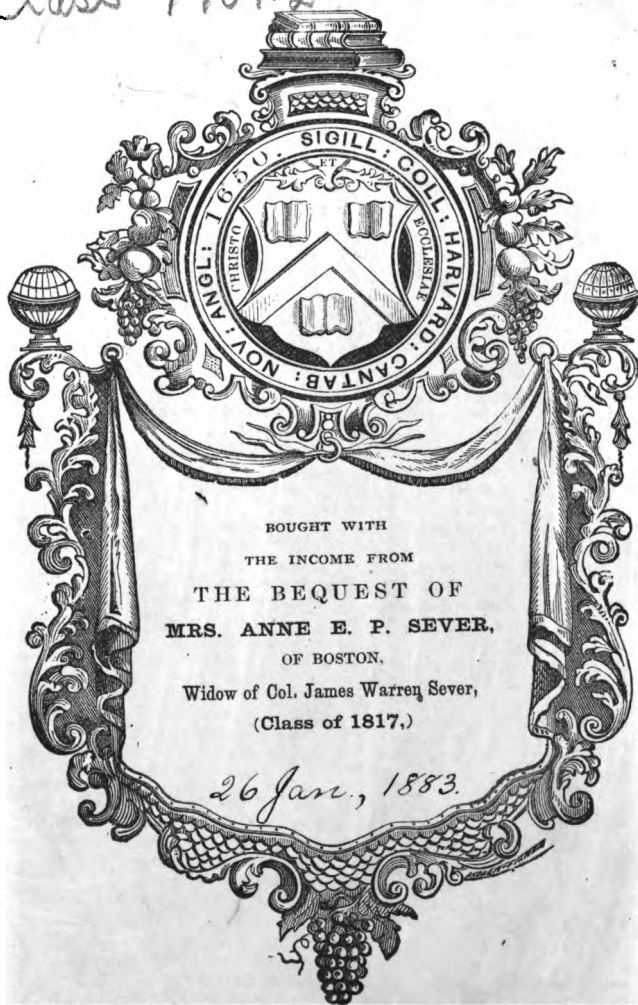 SIGILL: COLL: HARVARD: CANTAB: NOV: ANGL: 1650.
ET
CHRISTO
ECCLESIAE
BOUGHT WITH
THE INCOME FROM
THE BEQUEST OF
MRS. ANNE E. P. SEVER,
OF BOSTON,
Widow of Col. James Warren Sever,
(Class of 1817,)
26 Jan., 1883.